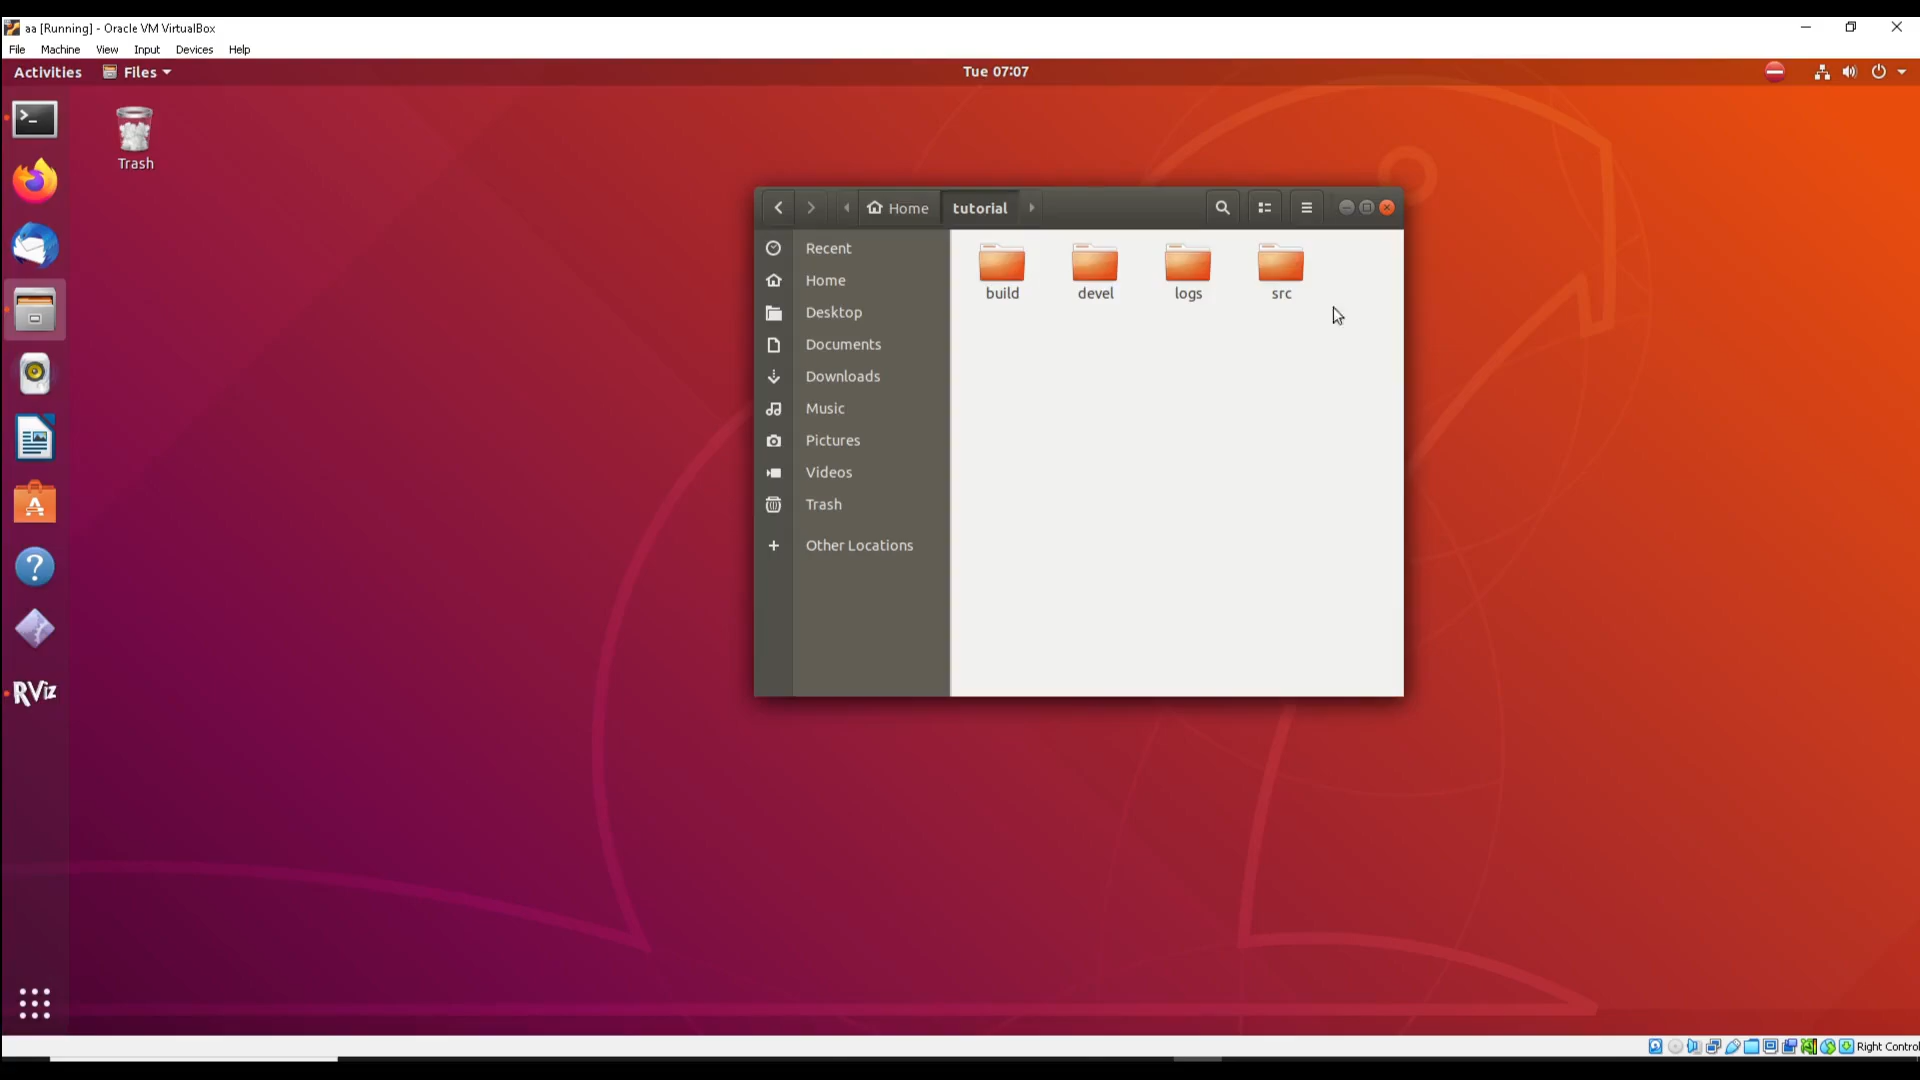 aa [Running] - Oracle VM VirtualBox
File Machine View Input Devices Help
Activities Files Tue 07:07
Trash
Home tutorial
Recent
Home
Desktop
Documents
Downloads
Music
Pictures
Videos
Trash
Other Locations
build devel logs src
RViz
Right Control